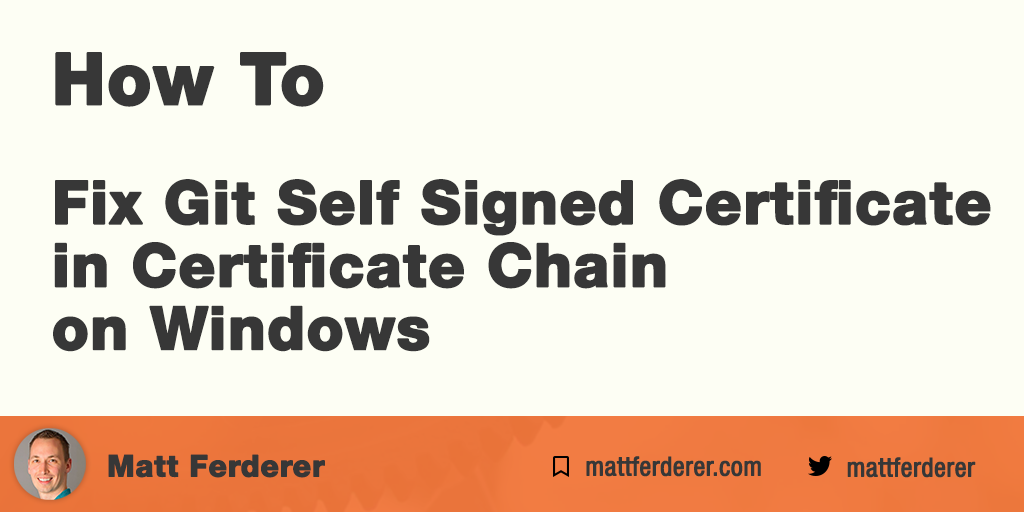 How To
Fix Git Self Signed Certificate
in Certificate Chain
on Windows
Matt Ferderer
mattferderer.com
mattferderer